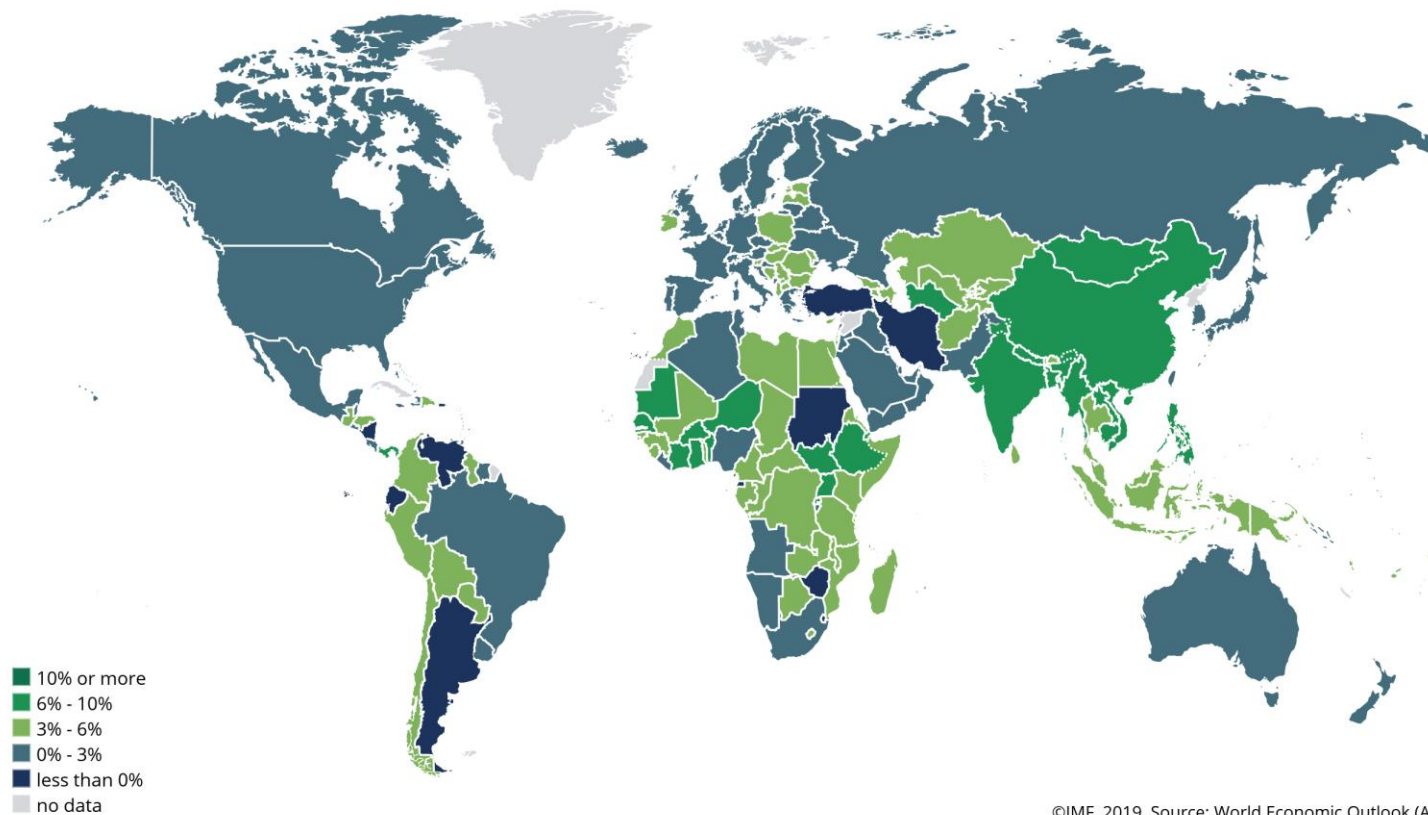 10% or more
6% - 10%
3% - 6%
0% - 3%
less than 0%
no data
©IMF, 2019, Source: World Economic Outlook (A